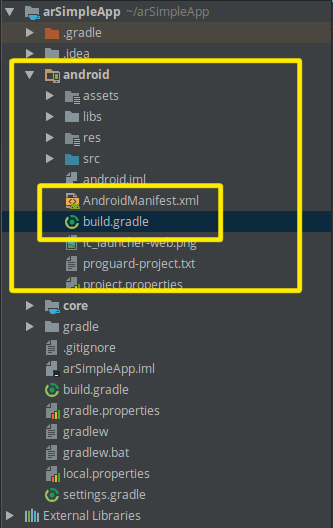 arSimpleApp ~/arSimpleApp
.gradle
.idea
android
assets
libs
res
src
android.iml
AndroidManifest.xml
build.gradle
ic_launcher-web.png
proguard-project.txt
project.properties
core
gradle
.gitignore
arSimpleApp.iml
build.gradle
gradle.properties
gradlew
gradlew.bat
local.properties
settings.gradle
External Libraries